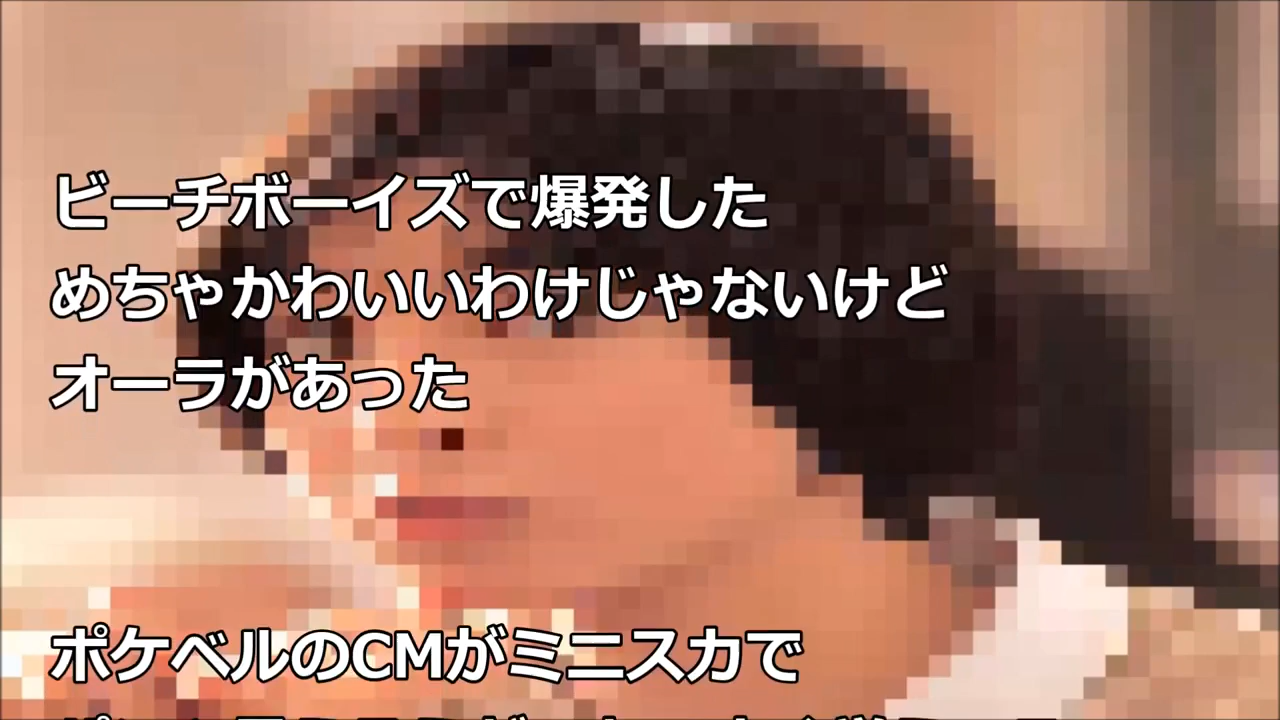 ビーチボーイズで爆発した
めちゃかわいいわけじゃないけど
オーラがあった
ポケベルのCMがミニスカで